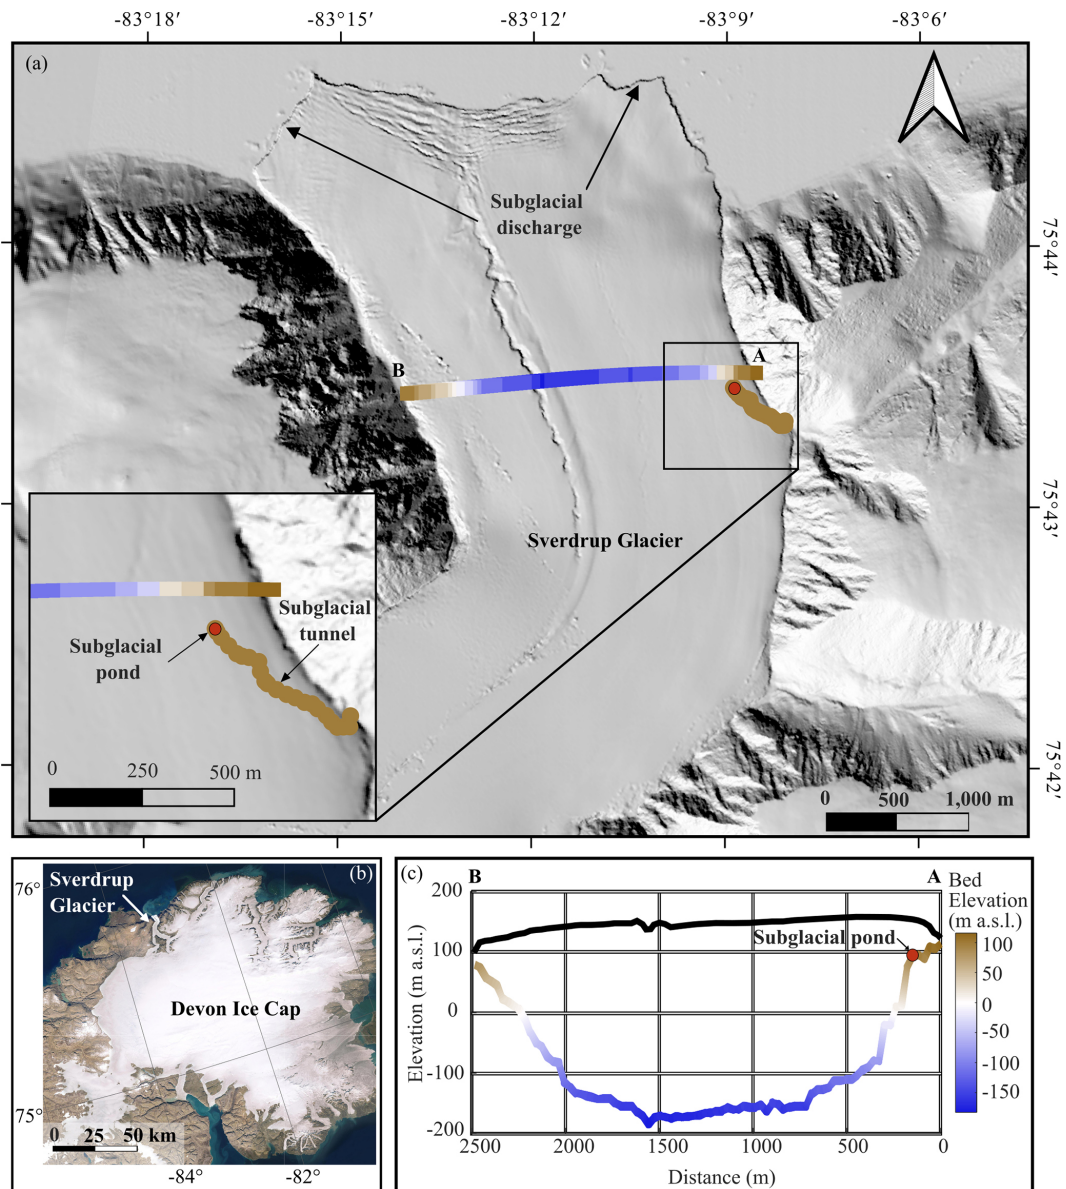 -83°18′ -83°15′ -83°12′ -83°9′ -83°6′
(a)
Subglacial
discharge
75°44′
A
B
75°43′
Sverdrup Glacier
Subglacial
tunnel
Subglacial
pond
0 250 500 m
75°42′
0 500 1,000 m
(b)
76°
Sverdrup
Glacier
Devon Ice Cap
75°
0 25 50 km
-84° -82°
(c)
B A
Bed
Elevation
(m a.s.l.)
200
100
0
-100
-200
Elevation (m a.s.l.)
Subglacial pond
100
50
0
-50
-100
-150
2500 2000 1500 1000 500 0
Distance (m)